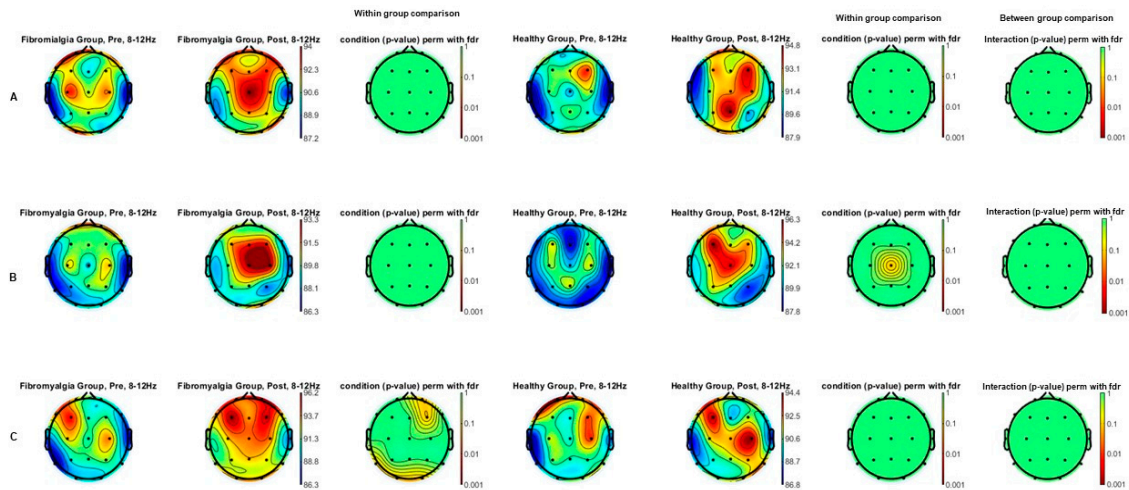 Within group comparison Within group comparison Between group comparison
Fibromialgia Group, Pre, 8-12Hz Fibromyalgia Group, Post, 8-12Hz condition (p-value) perm with fdr Healthy Group, Pre, 8-12Hz Healthy Group, Post, 8-12Hz condition (p-value) perm with fdr Interaction (p-value) perm with fdr
94 1 94.8 1 1
92.3 0.1 93.1 0.1 0.1
A 90.6 91.4
88.9 0.01 89.6 0.01 0.01
87.2 0.001 87.9 0.001 0.001
Fibromyalgia Group, Pre, 8-12Hz Fibromyalgia Group, Post, 8-12Hz condition (p-value) perm with fdr Healthy Group, Pre, 8-12Hz Healthy Group, Post, 8-12Hz condition (p-value) perm with fdr Interaction (p-value) perm with fdr
93.3 1 96.3 1 1
91.5 0.1 94.2 0.1 0.1
B 89.8 92.1
88.1 0.01 89.9 0.01 0.01
86.3 0.001 87.8 0.001 0.001
Fibromyalgia Group, Pre, 8-12Hz Fibromyalgia Group, Post, 8-12Hz condition (p-value) perm with fdr Healthy Group, Pre, 8-12Hz Healthy Group, Post, 8-12Hz condition (p-value) perm with fdr Interaction (p-value) perm with fdr
96.2 1 94.4 1 1
93.7 0.1 92.5 0.1 0.1
C 91.3 90.6
88.8 0.01 88.6 0.01 0.01
86.3 0.001 86.7 0.001 0.001